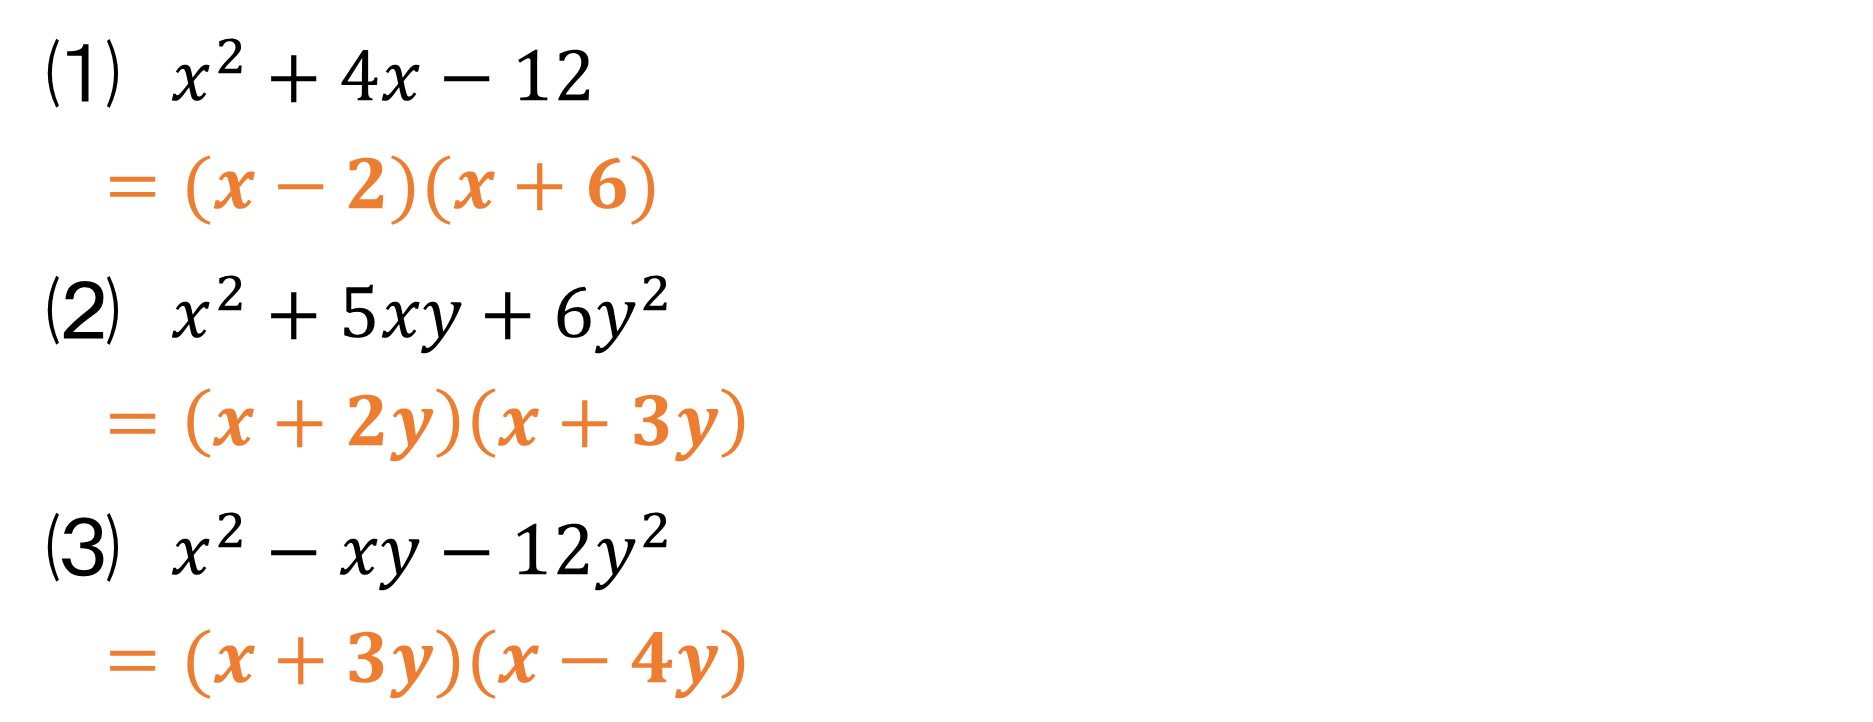 (1) x² + 4x − 12
= (x − 2)(x + 6)
(2) x² + 5xy + 6y²
= (x + 2y)(x + 3y)
(3) x² − xy − 12y²
= (x + 3y)(x − 4y)